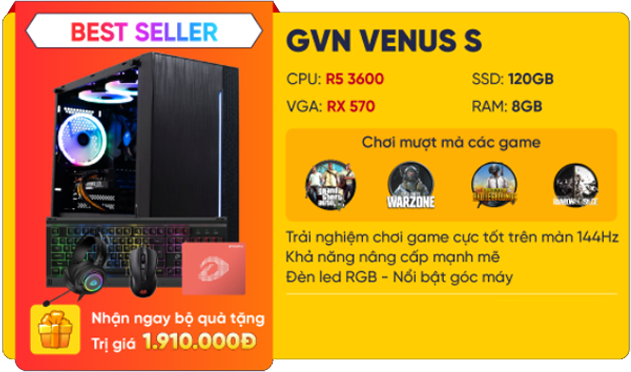 BEST SELLER
GVN VENUS S
CPU: R5 3600
SSD: 120GB
VGA: RX 570
RAM: 8GB
Chơi mượt mà các game
WARZONE
Trải nghiệm chơi game cực tốt trên màn 144Hz
Khả năng nâng cấp mạnh mẽ
Đèn led RGB - Nổi bật góc máy
Nhận ngay bộ quà tặng
Trị giá 1.910.000Đ